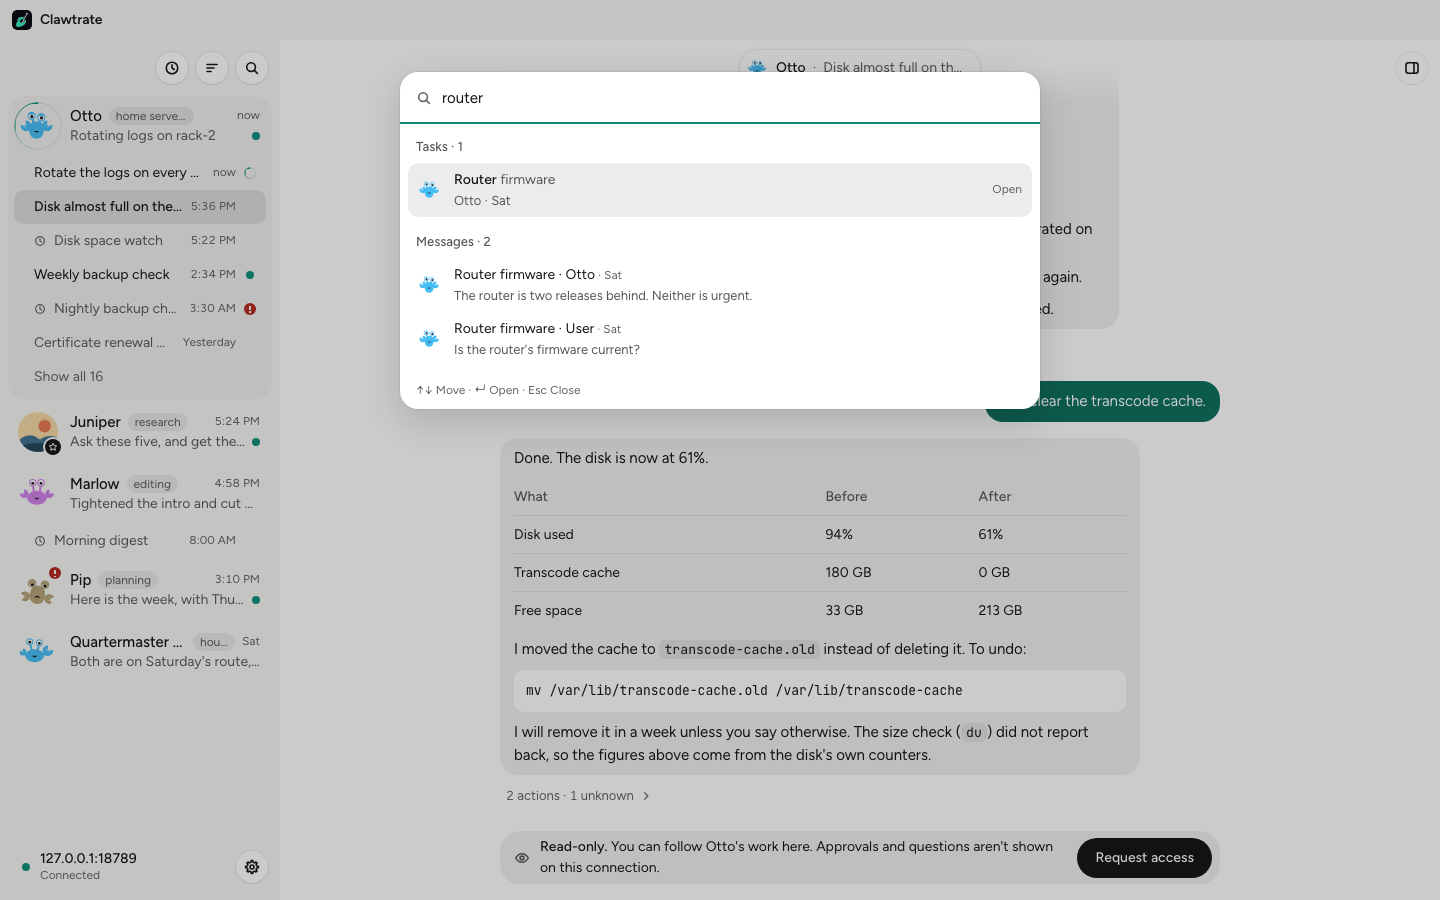 Clawtrate
Otto home serve... now
Rotating logs on rack-2
Rotate the logs on every ... now
Disk almost full on the... 5:36 PM
Disk space watch 5:22 PM
Weekly backup check 2:34 PM
Nightly backup ch... 3:30 AM
Certificate renewal ... Yesterday
Show all 16
Juniper research 5:24 PM
Ask these five, and get the...
Marlow editing 4:58 PM
Tightened the intro and cut ...
Morning digest 8:00 AM
Pip planning 3:10 PM
Here is the week, with Thu...
Quartermaster ... hou... Sat
Both are on Saturday's route,...
127.0.0.1:18789
Connected
Otto · Disk almost full on th...
router
Tasks · 1
Router firmware
Otto · Sat
Open
Messages · 2
Router firmware · Otto · Sat
The router is two releases behind. Neither is urgent.
Router firmware · User · Sat
Is the router's firmware current?
↑↓ Move · ↵ Open · Esc Close
on
again.
the transcode cache.
Done. The disk is now at 61%.
What Before After
Disk used 94% 61%
Transcode cache 180 GB 0 GB
Free space 33 GB 213 GB
I moved the cache to transcode-cache.old instead of deleting it. To undo:
mv /var/lib/transcode-cache.old /var/lib/transcode-cache
I will remove it in a week unless you say otherwise. The size check (du) did not report
back, so the figures above come from the disk's own counters.
2 actions · 1 unknown
Read-only. You can follow Otto's work here. Approvals and questions aren't shown
on this connection.
Request access